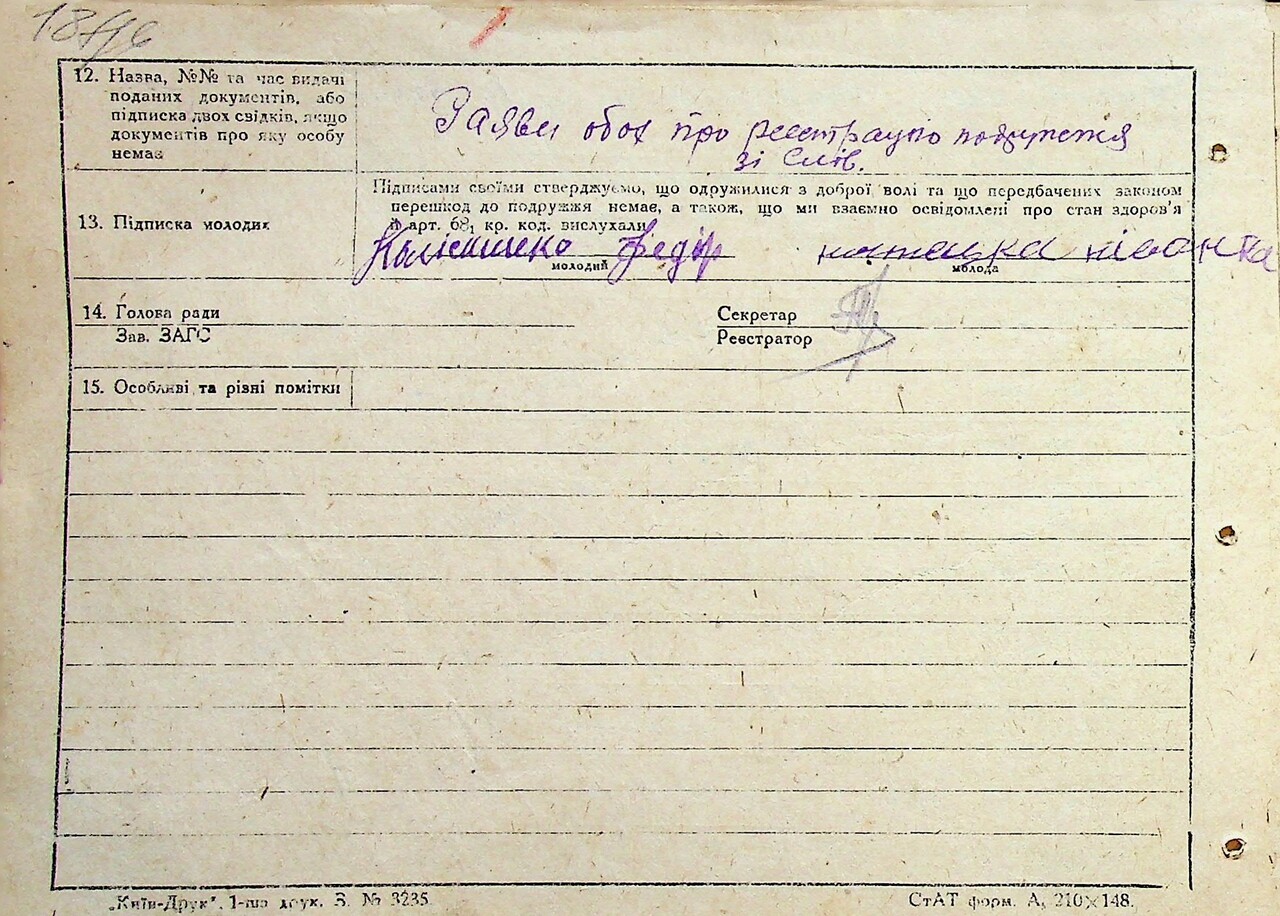 12. Назва, №№ та час видачі
поданих документів, або
підписка двох свідків, якщо
документів про яку особу
немає
Заяви обох про реєстрацію подружжя
зі слів.
Підписами своїми стверджуємо, що одружилися з доброї волі та що передбачених законом
перешкод до подружжя немає, а також, що ми взаємно освідомлені про стан здоров'я
й арт. 68₁ кр. код. вислухали
13. Підписка молодих
Федір
молодий
молода
14. Голова ради
Зав. ЗАГС
Секретар
Реєстратор
15. Особливі та різні помітки
„Київ-Друк", 1-ша друк. З. № 3235.
СтАТ форм. А, 210×148.